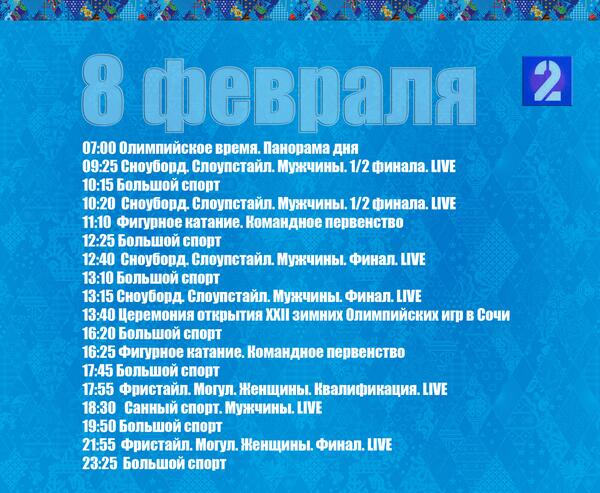 8 февраля
2
07:00 Олимпийское время. Панорама дня
09:25 Сноуборд. Слоупстайл. Мужчины. 1/2 финала. LIVE
10:15 Большой спорт
10:20 Сноуборд. Слоупстайл. Мужчины. 1/2 финала. LIVE
11:10 Фигурное катание. Командное первенство
12:25 Большой спорт
12:40 Сноуборд. Слоупстайл. Мужчины. Финал. LIVE
13:10 Большой спорт
13:15 Сноуборд. Слоупстайл. Мужчины. Финал. LIVE
13:40 Церемония открытия XXII зимних Олимпийских игр в Сочи
16:20 Большой спорт
16:25 Фигурное катание. Командное первенство
17:45 Большой спорт
17:55 Фристайл. Могул. Женщины. Квалификация. LIVE
18:30 Санный спорт. Мужчины. LIVE
19:50 Большой спорт
21:55 Фристайл. Могул. Женщины. Финал. LIVE
23:25 Большой спорт